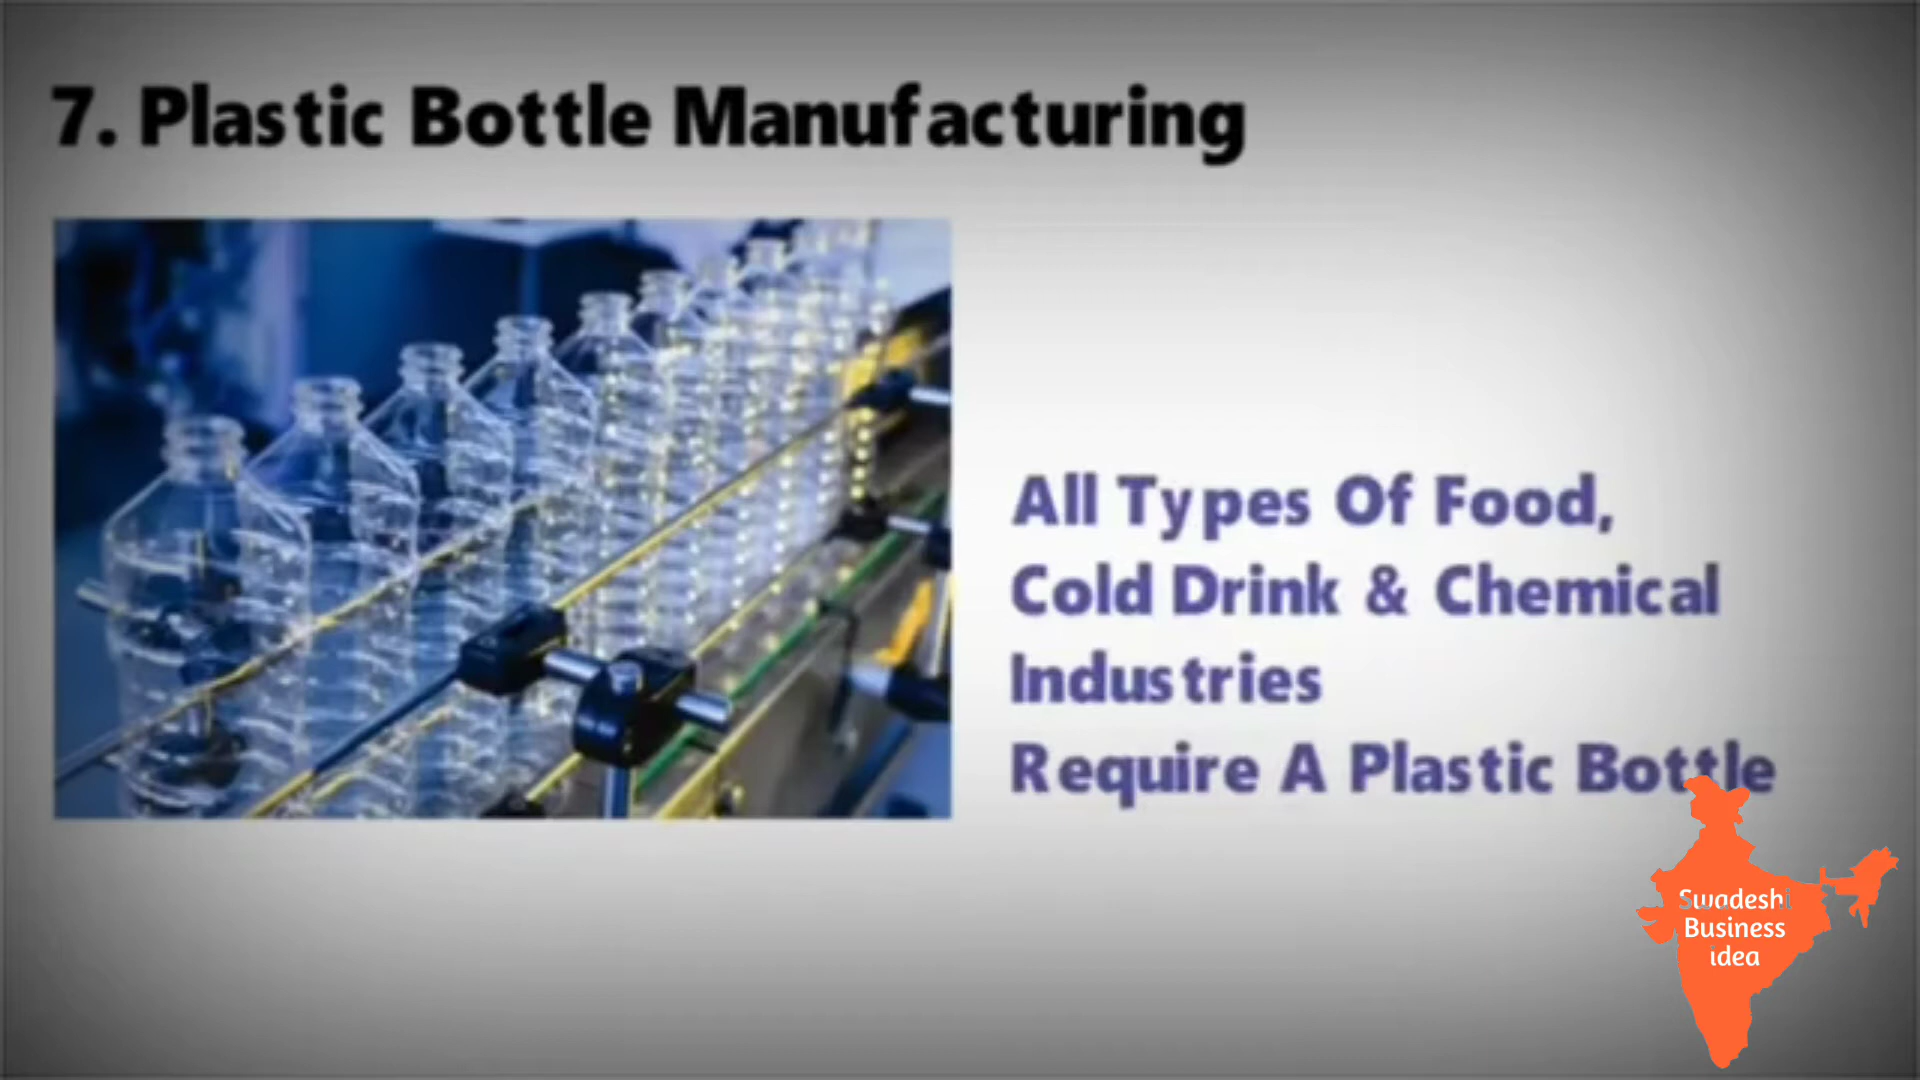 7. Plastic Bottle Manufacturing
All Types Of Food,
Cold Drink & Chemical
Industries
Require A Plastic Bottle
Swadeshi
Business
idea